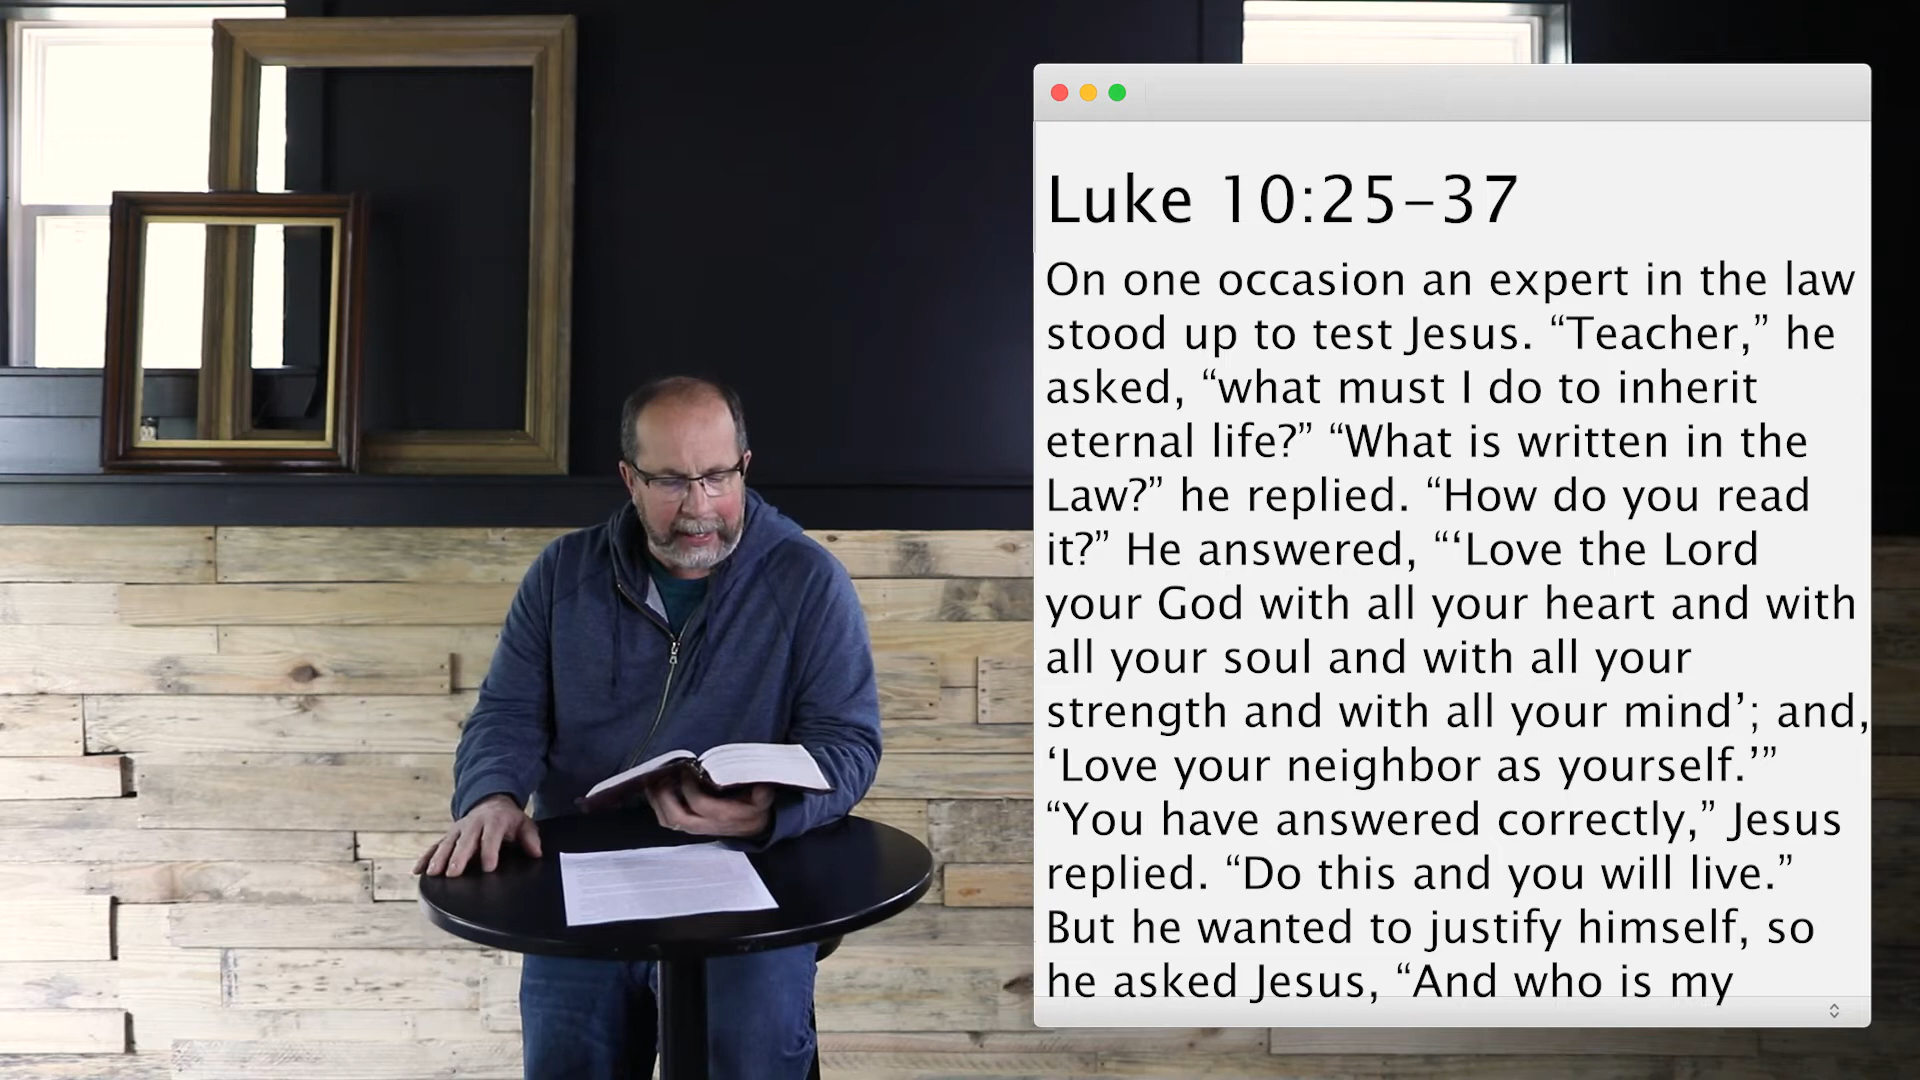 Luke 10:25-37
On one occasion an expert in the law
stood up to test Jesus. “Teacher,” he
asked, “what must I do to inherit
eternal life?” “What is written in the
Law?” he replied. “How do you read
it?” He answered, “‘Love the Lord
your God with all your heart and with
all your soul and with all your
strength and with all your mind’; and,
‘Love your neighbor as yourself.’”
“You have answered correctly,” Jesus
replied. “Do this and you will live.”
But he wanted to justify himself, so
he asked Jesus, “And who is my